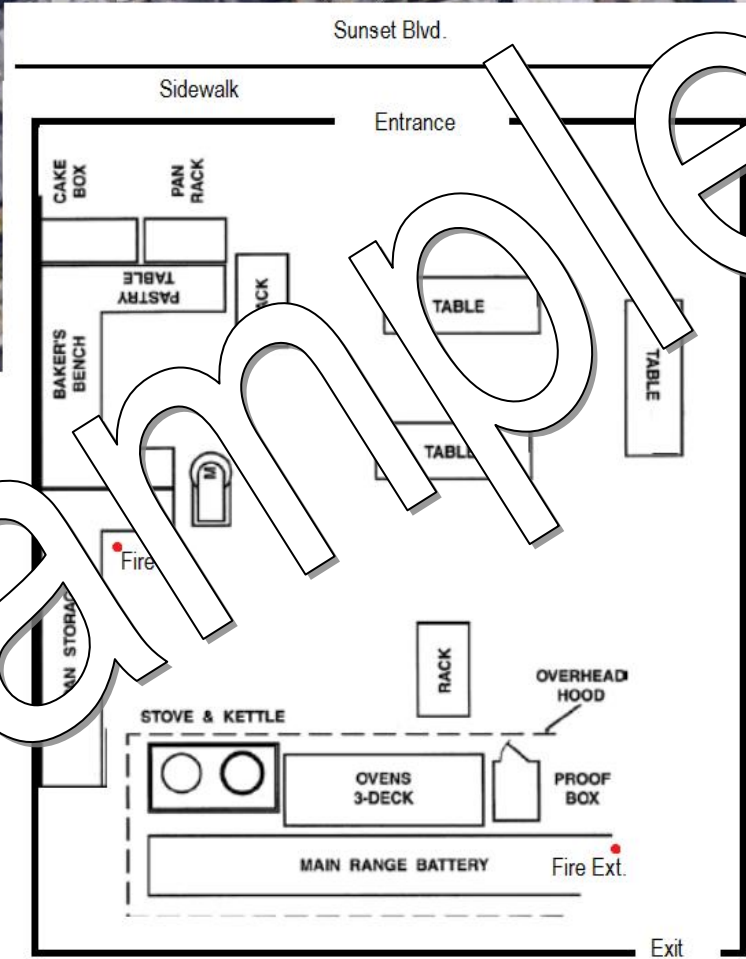 Sunset Blvd.
Sidewalk
Entrance
CAKE
BOX
PAN
RACK
PASTRY
TABLE
BAKER'S
BENCH
TABLE
TABLE
TABLE
M
Fire
RACK
OVERHEAD
HOOD
STOVE & KETTLE
OVENS
3-DECK
PROOF
BOX
MAIN RANGE BATTERY
Fire Ext.
Exit
ample